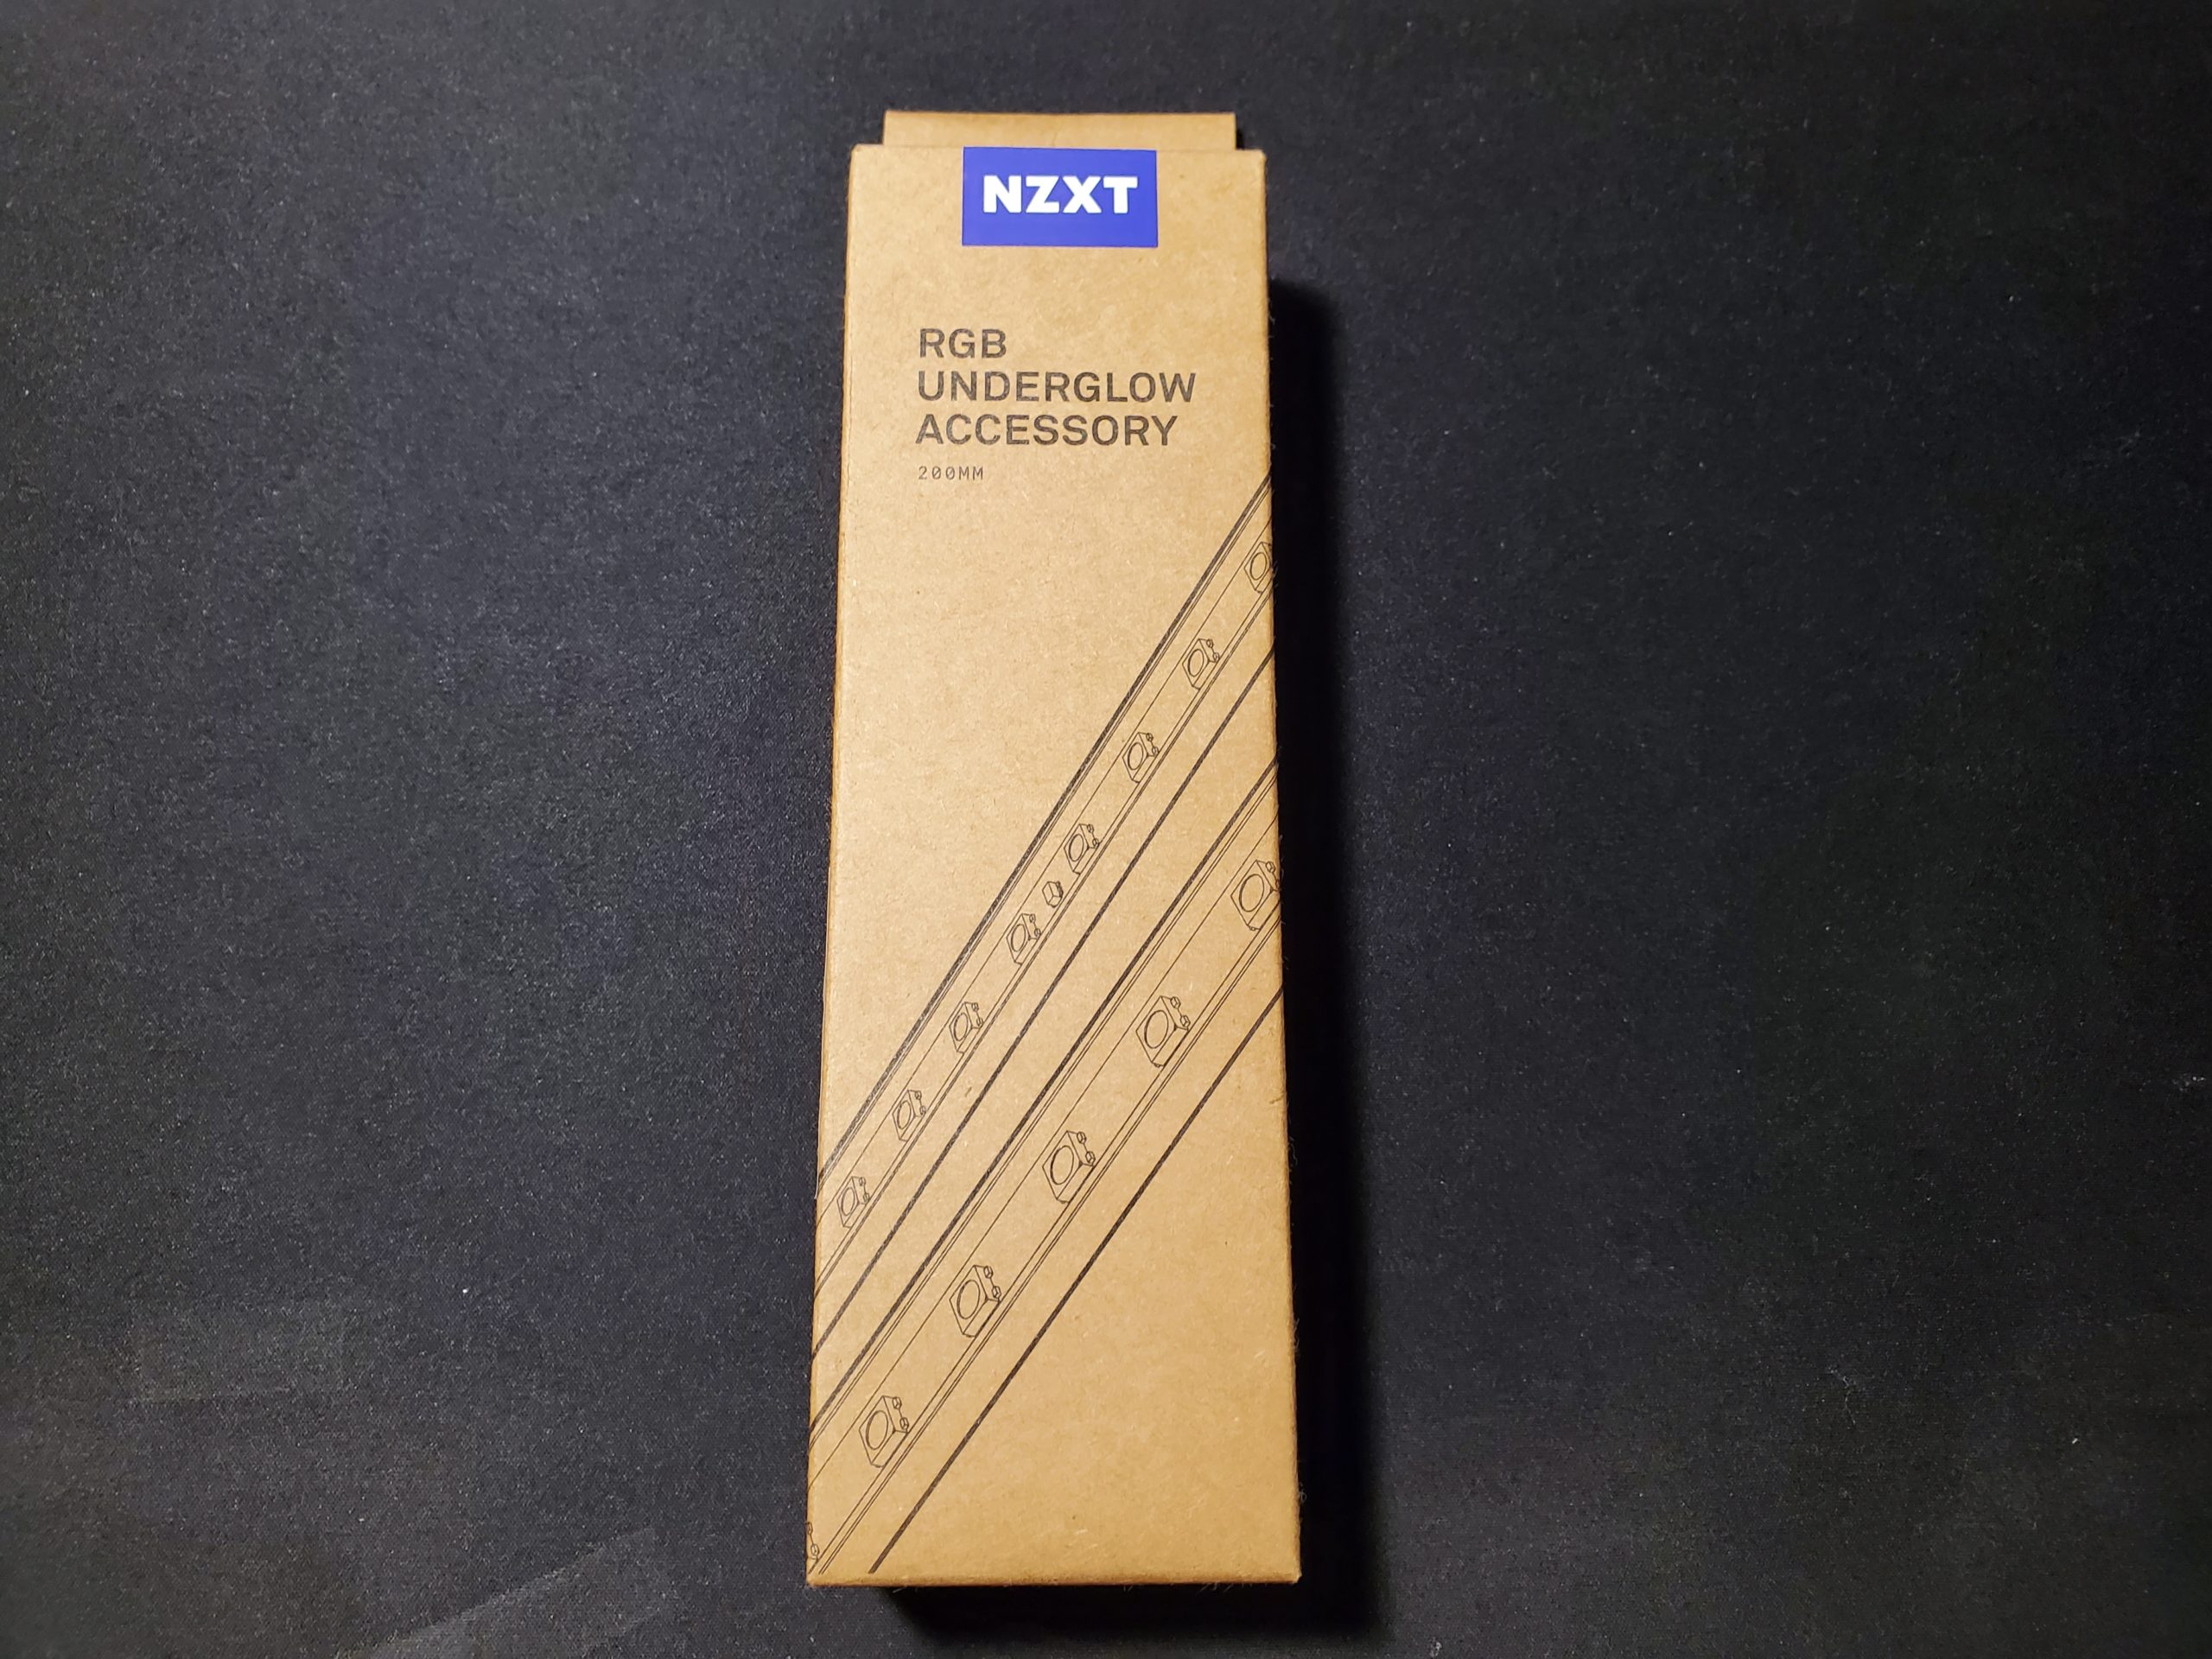 NZXT
RGB
UNDERGLOW
ACCESSORY
200MM